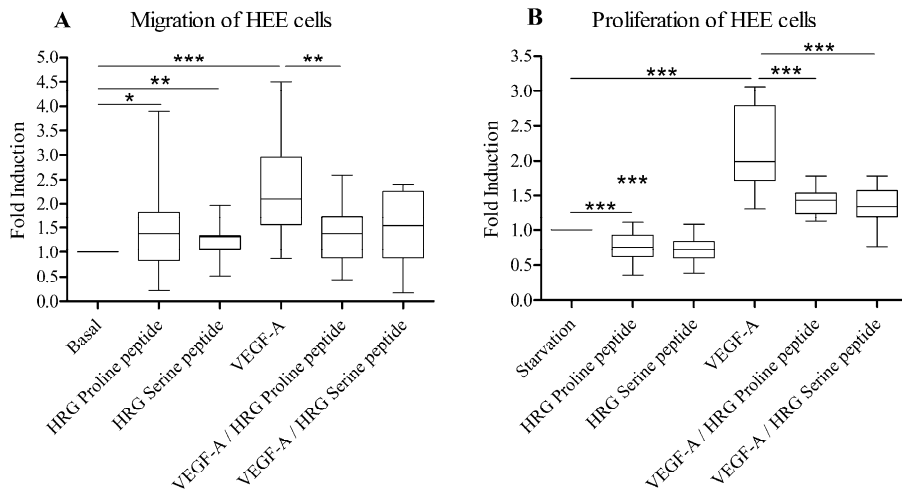 A
Migration of HEE cells
Fold Induction
5.0
4.5
4.0
3.5
3.0
2.5
2.0
1.5
1.0
0.5
0.0
***
**
**
*
Basal
HRG Proline peptide
HRG Serine peptide
VEGF-A
VEGF-A / HRG Proline peptide
VEGF-A / HRG Serine peptide
B
Proliferation of HEE cells
Fold Induction
3.5
3.0
2.5
2.0
1.5
1.0
0.5
0.0
***
***
***
***
***
Starvation
HRG Proline peptide
HRG Serine peptide
VEGF-A
VEGF-A / HRG Proline peptide
VEGF-A / HRG Serine peptide